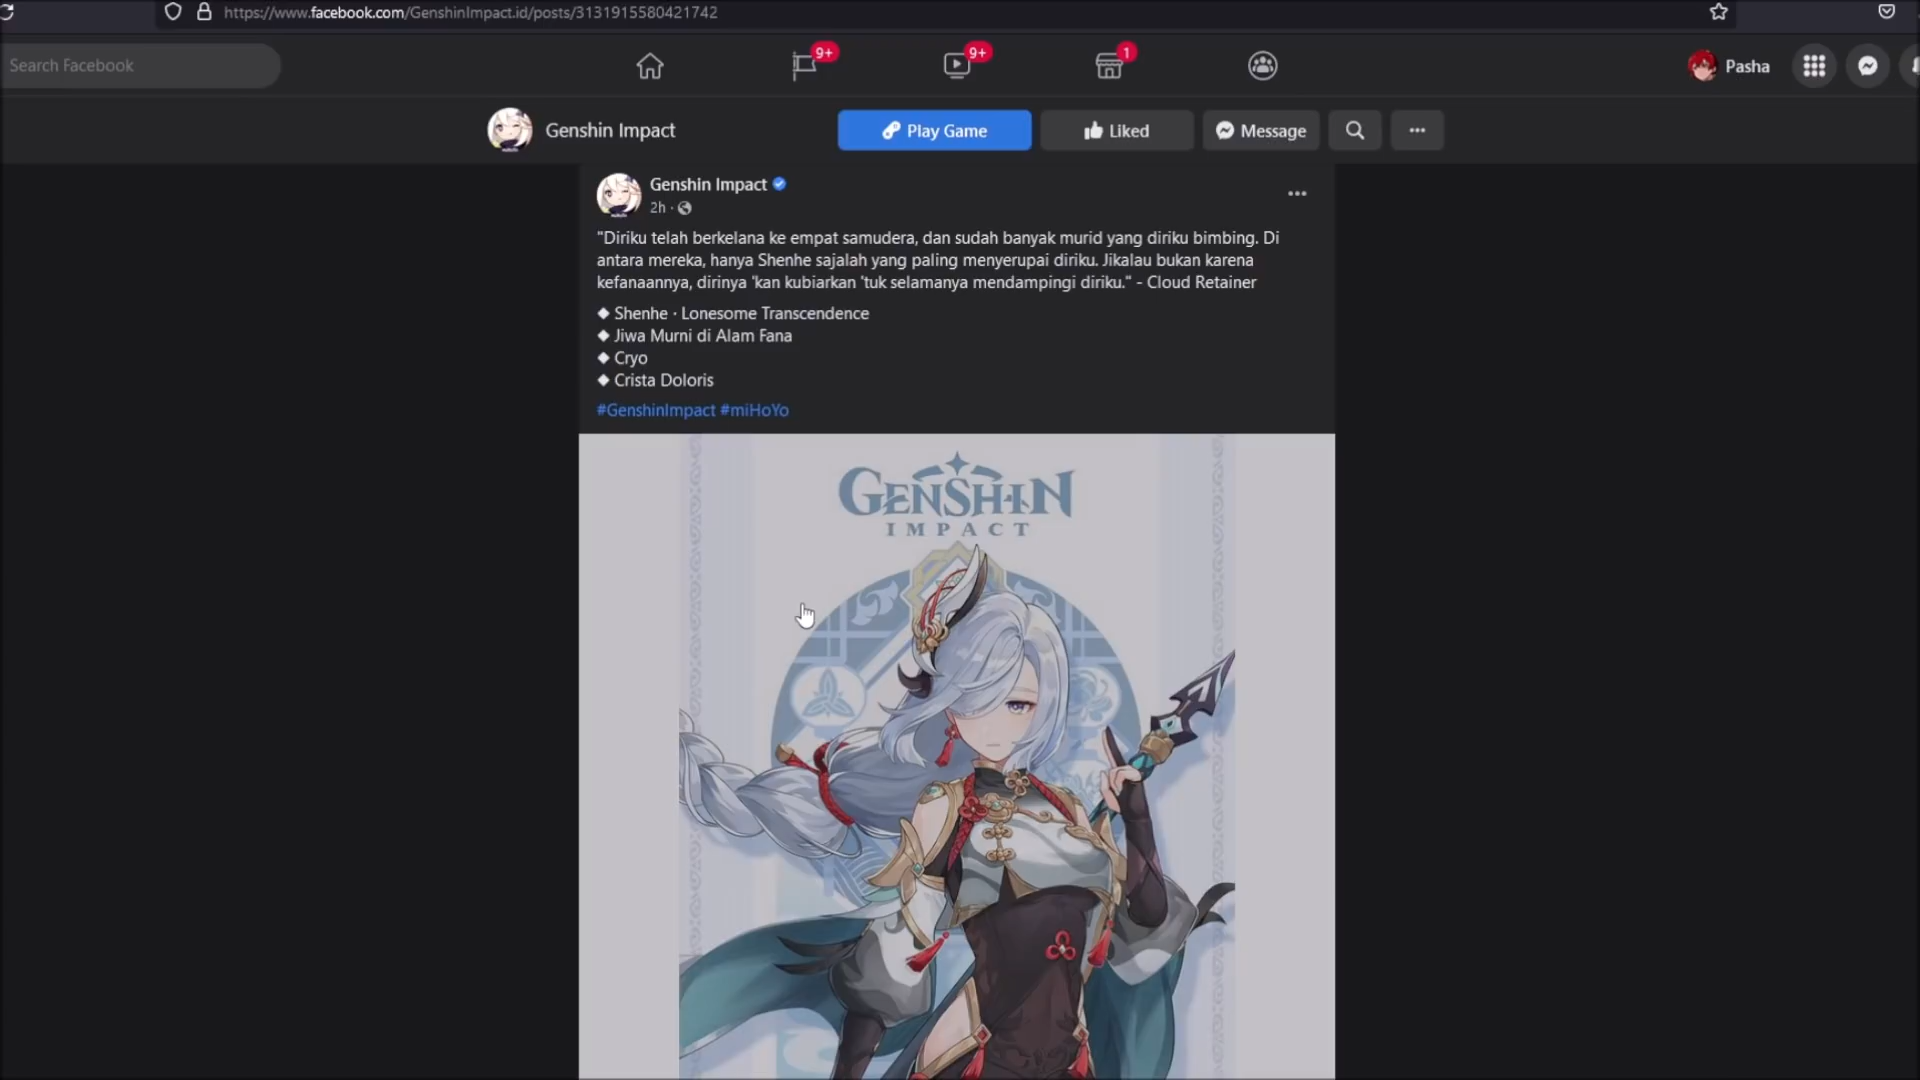 https://www.facebook.com/GenshinImpact.id/posts/3131915580421742
Search Facebook
9+
9+
1
Pasha
Genshin Impact
Play Game
Liked
Message
Genshin Impact
2h ·
"Diriku telah berkelana ke empat samudera, dan sudah banyak murid yang diriku bimbing. Di
antara mereka, hanya Shenhe sajalah yang paling menyerupai diriku. Jikalau bukan karena
kefanaannya, dirinya 'kan kubiarkan 'tuk selamanya mendampingi diriku." - Cloud Retainer
◆ Shenhe · Lonesome Transcendence
◆ Jiwa Murni di Alam Fana
◆ Cryo
◆ Crista Doloris
#GenshinImpact #miHoYo
GENSHIN
IMPACT